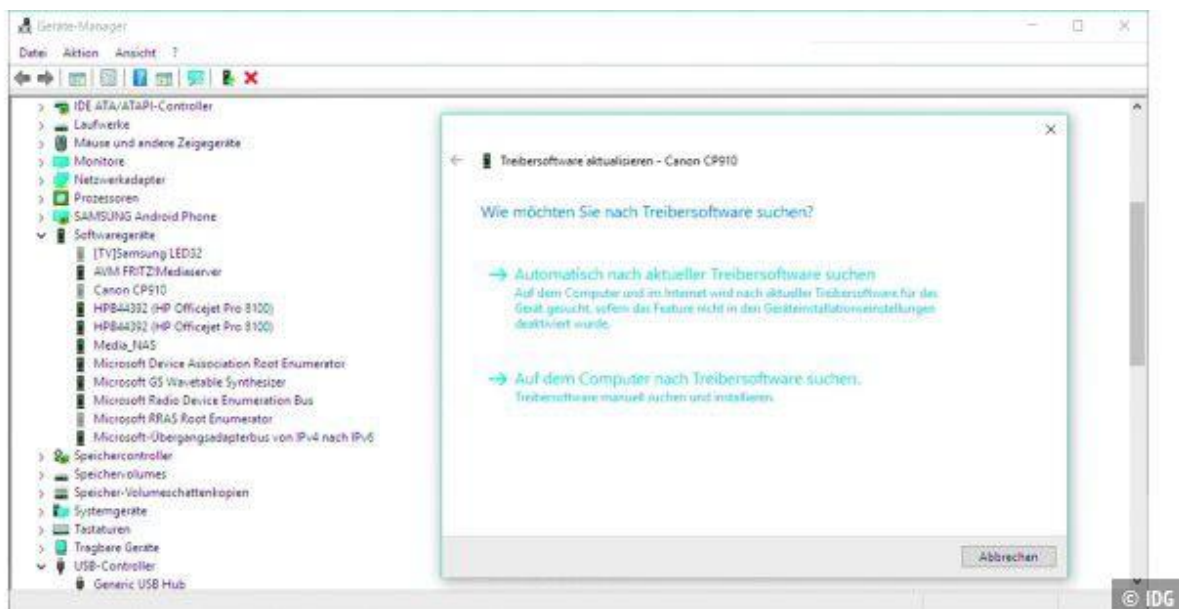 Geräte-Manager
Datei Aktion Ansicht ?
IDE ATA/ATAPI-Controller
Laufwerke
Mäuse und andere Zeigegeräte
Monitore
Netzwerkadapter
Prozessoren
SAMSUNG Android Phone
Softwaregeräte
[TV]Samsung LED32
AVM FRITZ!Mediaserver
Canon CP910
HPB44392 (HP Officejet Pro 8100)
HPB44392 (HP Officejet Pro 8100)
Media_NAS
Microsoft Device Association Root Enumerator
Microsoft GS Wavetable Synthesizer
Microsoft Radio Device Enumeration Bus
Microsoft RRAS Root Enumerator
Microsoft-Übergangsadapterbus von IPv4 nach IPv6
Speichercontroller
Speichervolumes
Speicher-Volumeschattenkopien
Systemgeräte
Tastaturen
Tragbare Geräte
USB-Controller
Generic USB Hub
Treibersoftware aktualisieren - Canon CP910
Wie möchten Sie nach Treibersoftware suchen?
Automatisch nach aktueller Treibersoftware suchen
Auf dem Computer und im Internet wird nach aktueller Treibersoftware für das
Gerät gesucht, sofern das Feature nicht in den Geräteinstallationseinstellungen
deaktiviert wurde.
Auf dem Computer nach Treibersoftware suchen.
Treibersoftware manuell suchen und installieren.
Abbrechen
© IDG